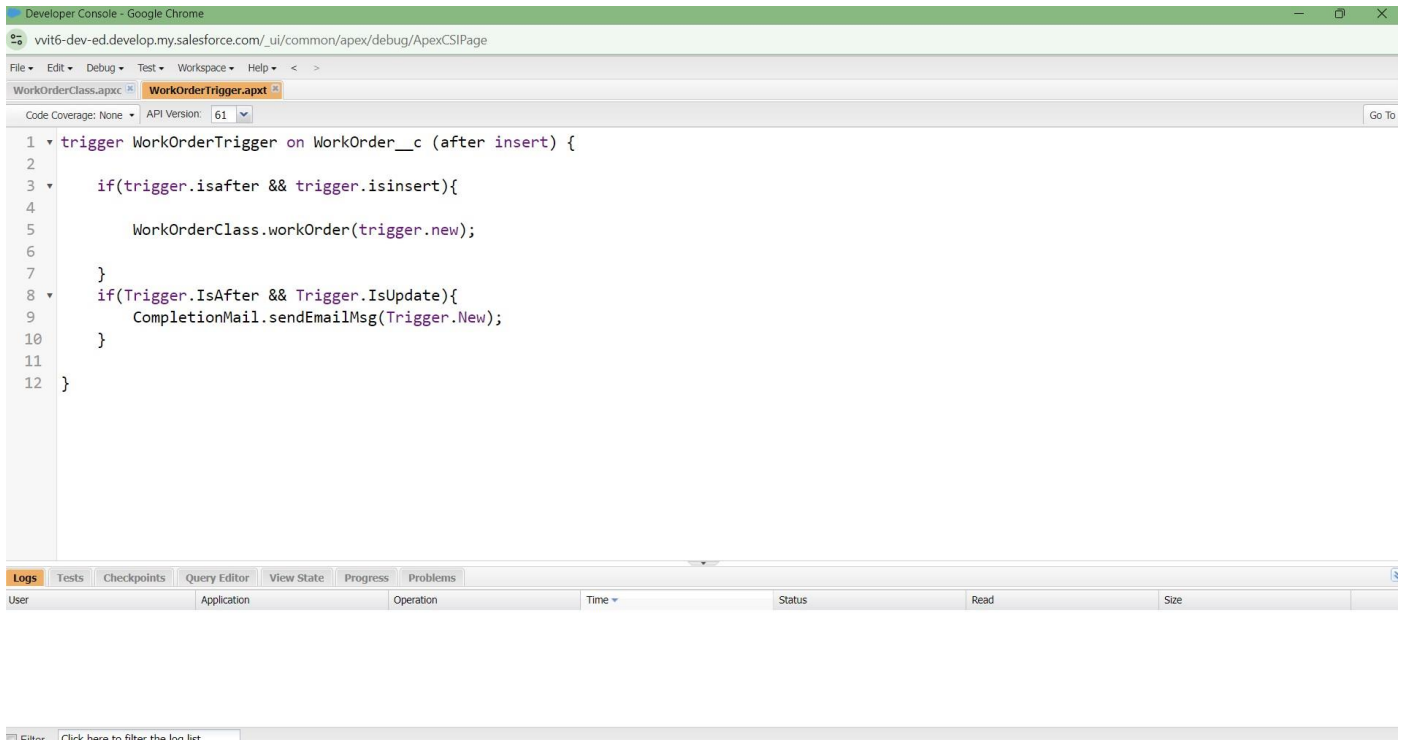 Developer Console - Google Chrome
vvit6-dev-ed.develop.my.salesforce.com/_ui/common/apex/debug/ApexCSIPage
File Edit Debug Test Workspace Help < >
WorkOrderClass.apxc WorkOrderTrigger.apxt
Code Coverage: None API Version: 61 Go To
1 trigger WorkOrderTrigger on WorkOrder__c (after insert) {
2
3 if(trigger.isafter && trigger.isinsert){
4
5 WorkOrderClass.workOrder(trigger.new);
6
7 }
8 if(Trigger.IsAfter && Trigger.IsUpdate){
9 CompletionMail.sendEmailMsg(Trigger.New);
10 }
11
12 }
Logs Tests Checkpoints Query Editor View State Progress Problems
User Application Operation Time Status Read Size
Filter Click here to filter the log list